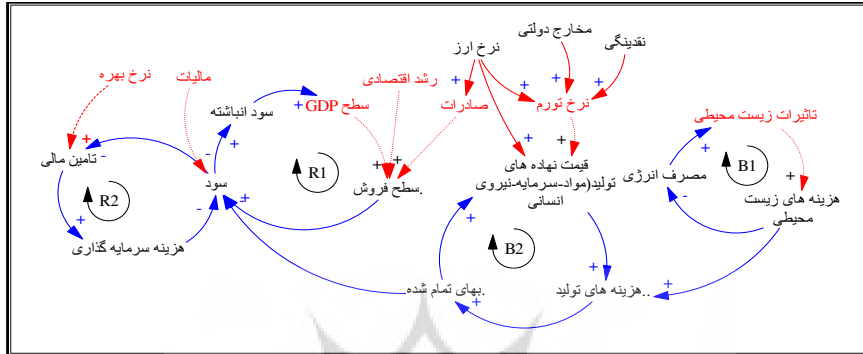 مخارج دولتی
نقدینگی
نرخ ارز
نرخ بهره
مالیات
رشد اقتصادی
سود انباشته
سطح GDP
صادرات
نرخ تورم
تاثیرات زیست محیطی
تامین مالی
R2
سود
R1
سطح فروش.
قیمت نهاده های
تولید(مواد-سرمایه-نیروی
انسانی
B2
مصرف انرژی
B1
هزینه های زیست
محیطی
هزینه سرمایه گذاری
بهای تمام شده.
هزینه های تولید..